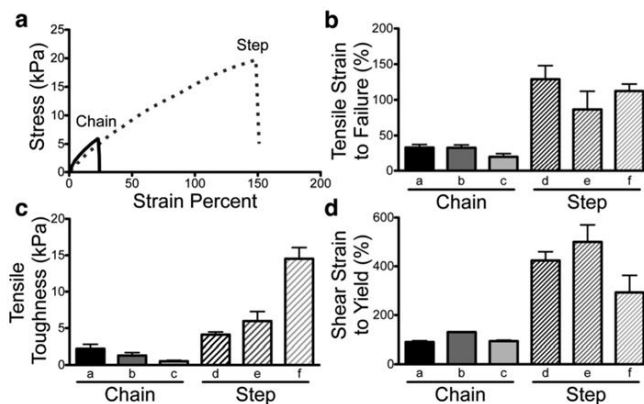 a
Stress (kPa)
25
20
15
10
5
0
0 50 100 150 200
Strain Percent
Chain
Step
b
Tensile Strain
to Failure (%)
200
150
100
50
0
a b c d e f
Chain Step
c
Tensile
Toughness (kPa)
20
15
10
5
0
a b c d e f
Chain Step
d
Shear Strain
to Yield (%)
600
400
200
0
a b c d e f
Chain Step